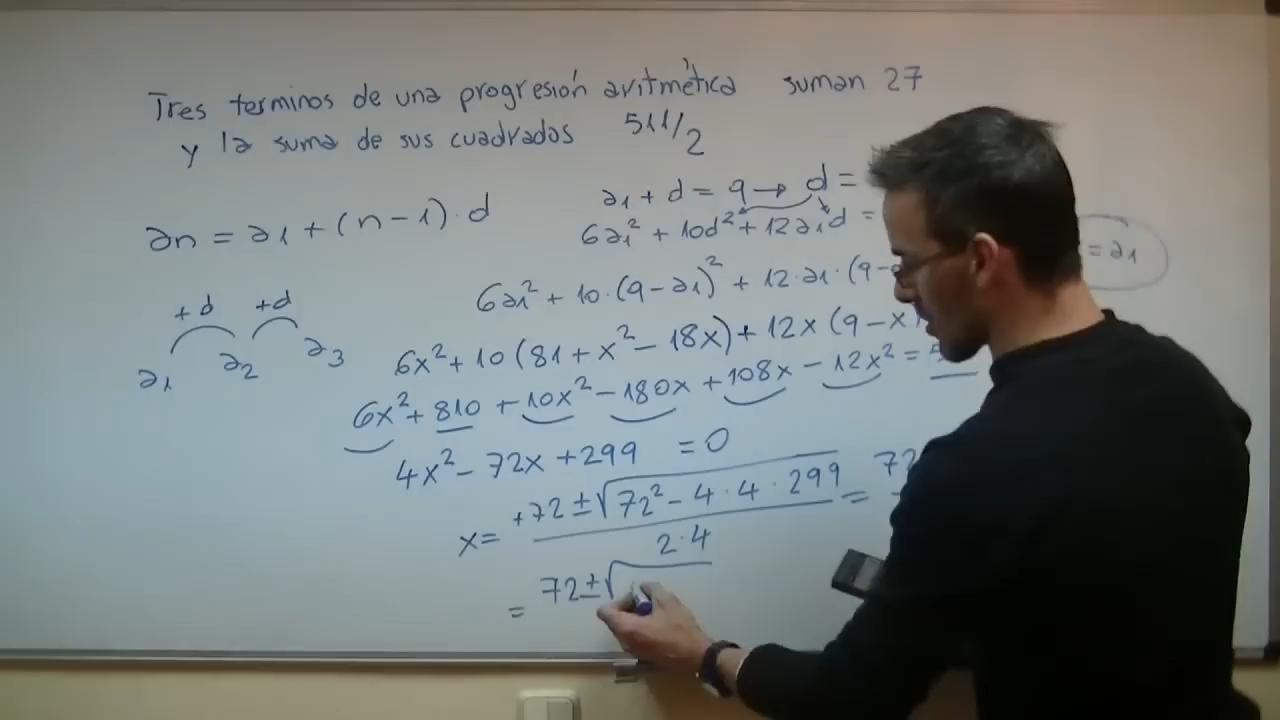 Tres terminos de una progresión aritmètica suman 27
y la suma de sus cuadrados 511/2
an = a1 + (n - 1) · d
a1 + d = 9 → d =
6a1² + 10d² + 12a1d =
= a1
6a1² + 10·(9 - a1)² + 12·a1·(9 -
+d +d
a1 a2 a3
6x² + 10(81 + x² - 18x) + 12x(9 - x)
6x² + 810 + 10x² - 180x + 108x - 12x² = 5
4x² - 72x + 299 = 0
x = +72 ± √72² - 4 · 4 · 299 / 2·4 = 72
= 72 ± √